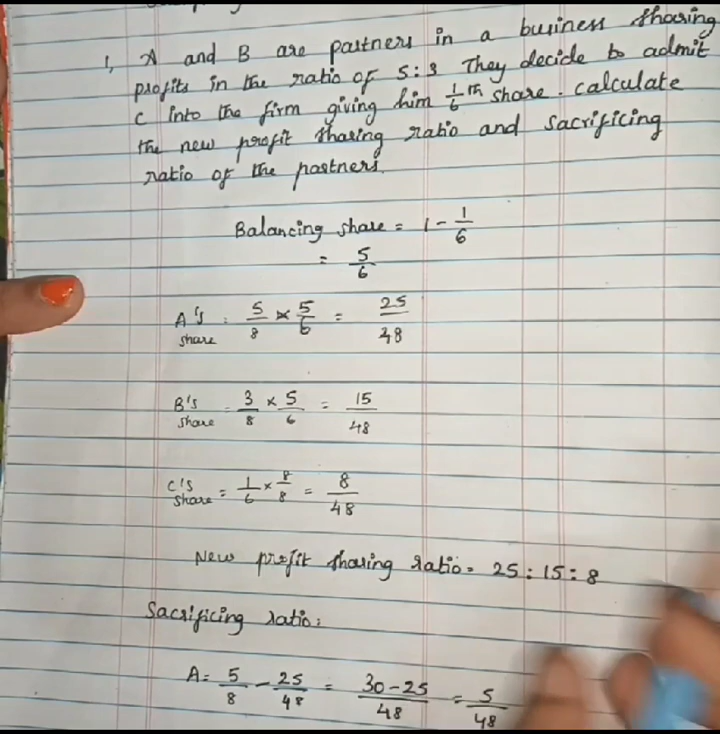 1, A and B are partners in a business sharing
profits in the ratio of 5:3 They decide to admit
C into the firm giving him 1/6 th share. calculate
the new profit sharing ratio and sacrificing
ratio of the partners.
Balancing share = 1 - 1/6
= 5/6
A's share = 5/8 × 5/6 = 25/48
B's share = 3/8 × 5/6 = 15/48
C's share = 1/6 × 8/8 = 8/48
New profit sharing ratio = 25:15:8
Sacrificing ratio:
A = 5/8 - 25/48 = 30-25/48 = 5/48